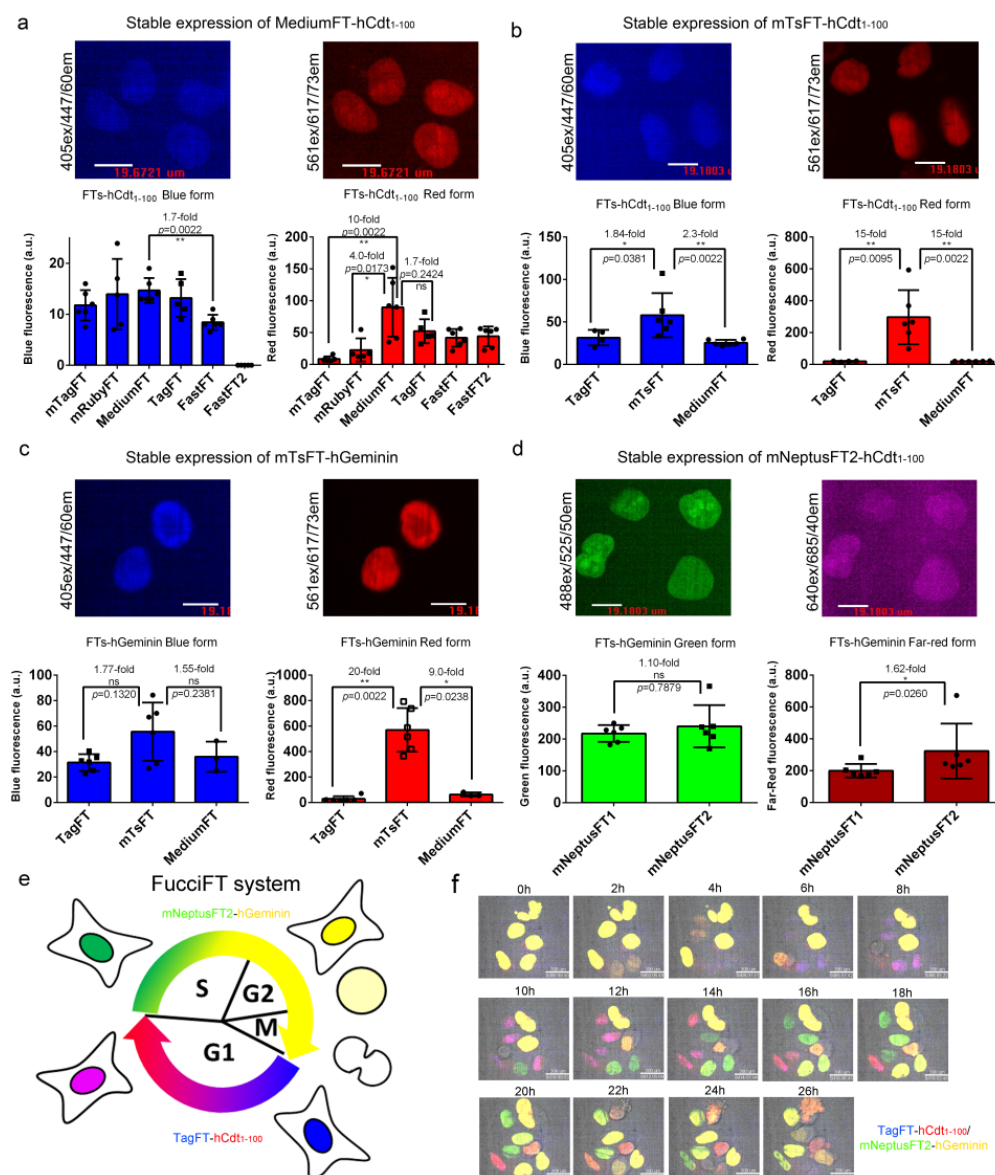 a
Stable expression of MediumFT-hCdt1-100
405ex/447/60em
19.6721 um
561ex/617/73em
19.6721 um
FTs-hCdt1-100 Blue form
1.7-fold
p=0.0022
**
Blue fluorescence (a.u.)
20
10
0
mTagFT
mRubyFT
MediumFT
TagFT
FastFT
FastFT2
FTs-hCdt1-100 Red form
10-fold
p=0.0022
**
4.0-fold
p=0.0173
*
1.7-fold
p=0.2424
ns
Red fluorescence (a.u.)
200
150
100
50
0
mTagFT
mRubyFT
MediumFT
TagFT
FastFT
FastFT2
b
Stable expression of mTsFT-hCdt1-100
405ex/447/60em
19.1803 um
561ex/617/73em
19.1803 um
FTs-hCdt1-100 Blue form
1.84-fold
*
p=0.0381
2.3-fold
**
p=0.0022
Blue fluorescence (a.u.)
150
100
50
0
TagFT
mTsFT
MediumFT
FTs-hCdt1-100 Red form
15-fold
**
p=0.0095
15-fold
**
p=0.0022
Red fluorescence (a.u.)
800
600
400
200
0
TagFT
mTsFT
MediumFT
c
Stable expression of mTsFT-hGeminin
405ex/447/60em
19.18
561ex/617/73em
19.1
FTs-hGeminin Blue form
1.77-fold
ns
p=0.1320
1.55-fold
ns
p=0.2381
Blue fluorescence (a.u.)
100
80
60
40
20
0
TagFT
mTsFT
MediumFT
FTs-hGeminin Red form
20-fold
**
p=0.0022
9.0-fold
*
p=0.0238
Red fluorescence (a.u.)
1000
800
600
400
200
0
TagFT
mTsFT
MediumFT
d
Stable expression of mNeptusFT2-hCdt1-100
488ex/525/50em
19.1803 um
640ex/685/40em
19.1803 um
FTs-hGeminin Green form
1.10-fold
ns
p=0.7879
Green fluorescence (a.u.)
400
300
200
100
0
mNeptusFT1
mNeptusFT2
FTs-hGeminin Far-red form
1.62-fold
*
p=0.0260
Far-Red fluorescence (a.u.)
800
600
400
200
0
mNeptusFT1
mNeptusFT2
e
FucciFT system
mNeptusFT2-hGeminin
S
G2
M
G1
TagFT-hCdt1-100
f
0h
2h
4h
6h
8h
10h
12h
14h
16h
18h
20h
22h
24h
26h
TagFT-hCdt1-100/
mNeptusFT2-hGeminin